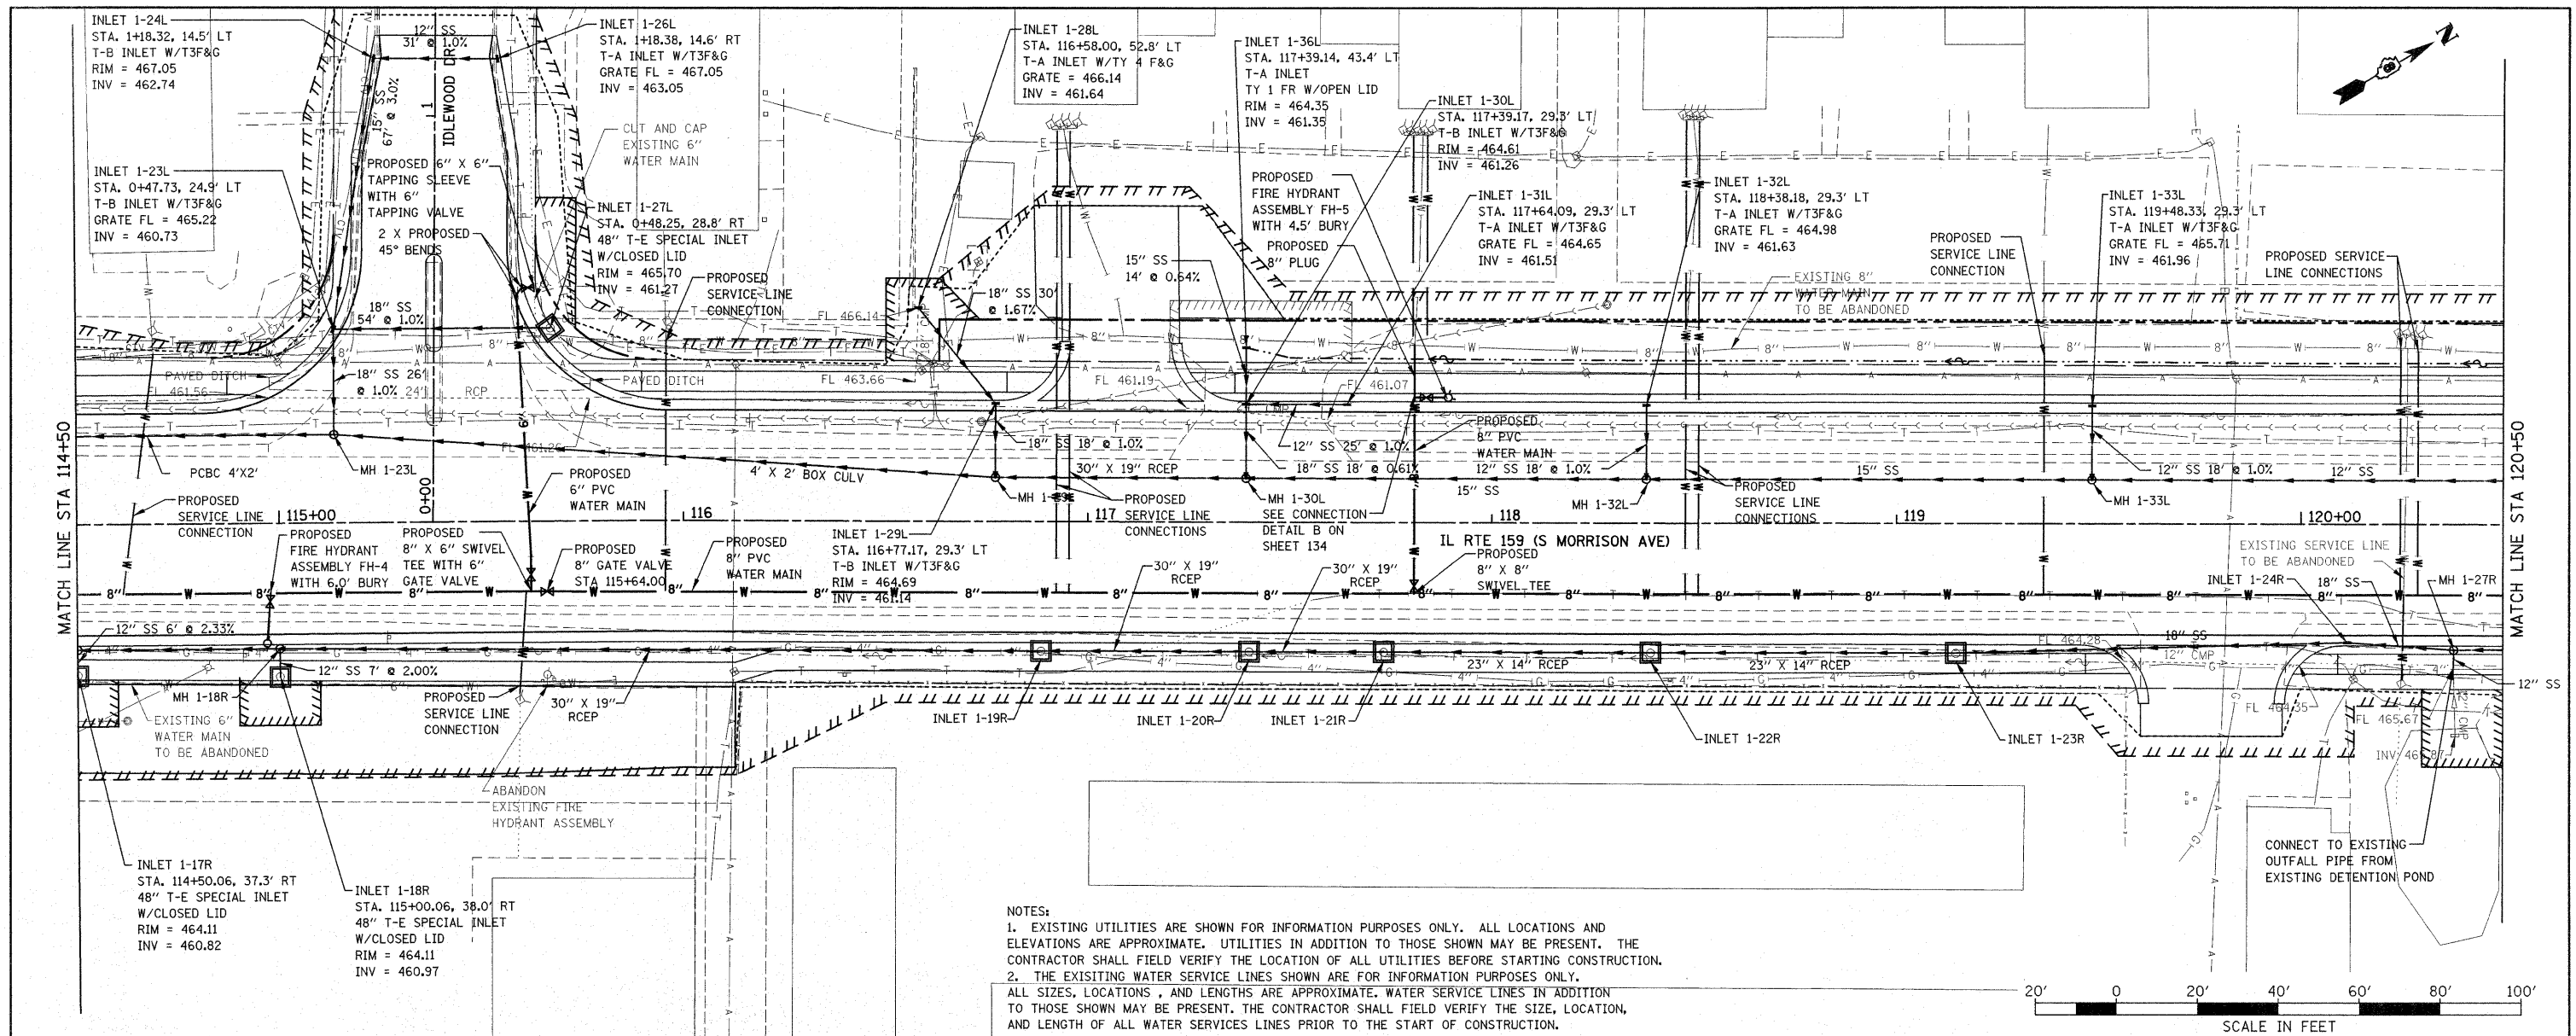 INLET 1-24L
STA. 1+18.32, 14.5' LT
T-B INLET W/T3F&G
RIM = 467.05
INV = 462.74
12" SS
31' @ 1.0%
INLET 1-26L
STA. 1+18.38, 14.6' RT
T-A INLET W/T3F&G
GRATE FL = 467.05
INV = 463.05
15" SS
67' @ 3.0%
IDLEWOOD DR
1
CUT AND CAP
EXISTING 6"
WATER MAIN
INLET 1-28L
STA. 116+58.00, 52.8' LT
T-A INLET W/TY 4 F&G
GRATE = 466.14
INV = 461.64
INLET 1-36L
STA. 117+39.14, 43.4' LT
T-A INLET
TY 1 FR W/OPEN LID
RIM = 464.35
INV = 461.35
INLET 1-30L
STA. 117+39.17, 29.3' LT
T-B INLET W/T3F&G
RIM = 464.61
INV = 461.26
N
INLET 1-23L
STA. 0+47.73, 24.9' LT
T-B INLET W/T3F&G
GRATE FL = 465.22
INV = 460.73
PROPOSED 6" X 6"
TAPPING SLEEVE
WITH 6"
TAPPING VALVE
2 X PROPOSED
45° BENDS
INLET 1-27L
STA. 0+48.25, 28.8' RT
48" T-E SPECIAL INLET
W/CLOSED LID
RIM = 465.70
INV = 461.27
PROPOSED
SERVICE LINE
CONNECTION
PROPOSED
FIRE HYDRANT
ASSEMBLY FH-5
WITH 4.5' BURY
PROPOSED
8" PLUG
INLET 1-31L
STA. 117+64.09, 29.3' LT
T-A INLET W/T3F&G
GRATE FL = 464.65
INV = 461.51
INLET 1-32L
STA. 118+38.18, 29.3' LT
T-A INLET W/T3F&G
GRATE FL = 464.98
INV = 461.63
INLET 1-33L
STA. 119+48.33, 29.3' LT
T-A INLET W/T3F&G
GRATE FL = 465.71
INV = 461.96
PROPOSED
SERVICE LINE
CONNECTION
PROPOSED SERVICE
LINE CONNECTIONS
EXISTING 8"
WATER MAIN
TO BE ABANDONED
15" SS
14' @ 0.64%
18" SS 30'
@ 1.67%
18" SS
54' @ 1.0%
FL 466.14
PAVED DITCH
FL 461.56
18" SS 26'
@ 1.0%
24"
RCP
PAVED DITCH
FL 463.66
FL 461.19
FL 461.07
FL 461.26
PCBC 4'X2'
MH 1-23L
PROPOSED
6" PVC
WATER MAIN
4' X 2' BOX CULV
18" SS 18' @ 1.0%
30" X 19" RCEP
12" SS 25' @ 1.0%
18" SS 18' @ 0.61%
PROPOSED
8" PVC
WATER MAIN
12" SS 18' @ 1.0%
15" SS
15" SS
12" SS 18' @ 1.0%
12" SS
MATCH LINE STA 114+50
MATCH LINE STA 120+50
PROPOSED
SERVICE LINE
CONNECTION
0+00
115+00
116
117
118
119
120+00
PROPOSED
SERVICE LINE
CONNECTIONS
MH 1-30L
SEE CONNECTION
DETAIL B ON
SHEET 134
MH 1-32L
PROPOSED
SERVICE LINE
CONNECTIONS
MH 1-33L
IL RTE 159 (S MORRISON AVE)
PROPOSED
FIRE HYDRANT
ASSEMBLY FH-4
WITH 6.0' BURY
PROPOSED
8" X 6" SWIVEL
TEE WITH 6"
GATE VALVE
PROPOSED
8" GATE VALVE
STA 115+64.00
PROPOSED
8" PVC
WATER MAIN
INLET 1-29L
STA. 116+77.17, 29.3' LT
T-B INLET W/T3F&G
RIM = 464.69
INV = 461.14
30" X 19"
RCEP
30" X 19"
RCEP
PROPOSED
8" X 8"
SWIVEL TEE
EXISTING SERVICE LINE
TO BE ABANDONED
INLET 1-24R
18" SS
MH 1-27R
12" SS 6' @ 2.33%
12" SS 7' @ 2.00%
MH 1-18R
EXISTING 6"
WATER MAIN
TO BE ABANDONED
PROPOSED
SERVICE LINE
CONNECTION
30" X 19"
RCEP
INLET 1-19R
INLET 1-20R
INLET 1-21R
23" X 14" RCEP
23" X 14" RCEP
INLET 1-22R
INLET 1-23R
FL 464.28
18" SS
12" CMP
FL 464.35
FL 465.67
12" CMP
12" SS
ABANDON
EXISTING FIRE
HYDRANT ASSEMBLY
INLET 1-17R
STA. 114+50.06, 37.3' RT
48" T-E SPECIAL INLET
W/CLOSED LID
RIM = 464.11
INV = 460.82
INLET 1-18R
STA. 115+00.06, 38.0' RT
48" T-E SPECIAL INLET
W/CLOSED LID
RIM = 464.11
INV = 460.97
CONNECT TO EXISTING
OUTFALL PIPE FROM
EXISTING DETENTION POND
NOTES:
1. EXISTING UTILITIES ARE SHOWN FOR INFORMATION PURPOSES ONLY. ALL LOCATIONS AND
ELEVATIONS ARE APPROXIMATE. UTILITIES IN ADDITION TO THOSE SHOWN MAY BE PRESENT. THE
CONTRACTOR SHALL FIELD VERIFY THE LOCATION OF ALL UTILITIES BEFORE STARTING CONSTRUCTION.
2. THE EXISITING WATER SERVICE LINES SHOWN ARE FOR INFORMATION PURPOSES ONLY.
ALL SIZES, LOCATIONS , AND LENGTHS ARE APPROXIMATE. WATER SERVICE LINES IN ADDITION
TO THOSE SHOWN MAY BE PRESENT. THE CONTRACTOR SHALL FIELD VERIFY THE SIZE, LOCATION,
AND LENGTH OF ALL WATER SERVICES LINES PRIOR TO THE START OF CONSTRUCTION.
20' 0 20' 40' 60' 80' 100'
SCALE IN FEET